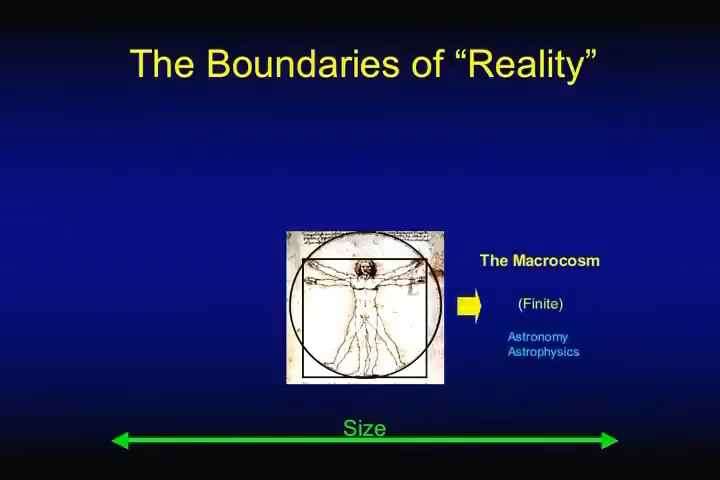 The Boundaries of “Reality”
The Macrocosm
(Finite)
Astronomy
Astrophysics
Size